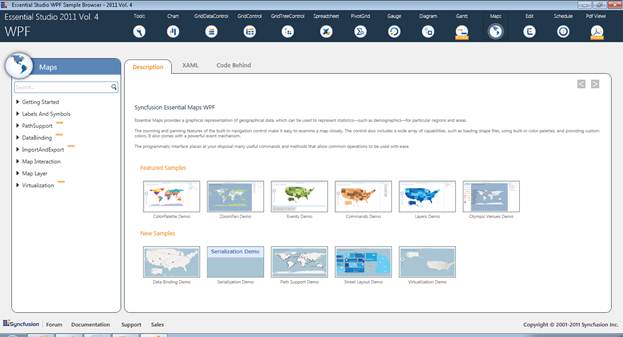 Essential Studio WPF Sample Browser - 2011 Vol. 4
Essential Studio 2011 Vol. 4
WPF
Tools Chart GridDataControl GridControl GridTreeControl Spreadsheet PivotGrid Gauge Diagram Gantt Maps Edit Schedule Pdf Viewer
Maps
Search...
Getting Started
Labels And Symbols
PathSupport
DataBinding
ImportAndExport
Map Interaction
Map Layer
Virtualization
Description XAML Code Behind
Syncfusion Essential Maps WPF
Essential Maps provides a graphical representation of geographical data, which can be used to represent statistics—such as demographics—for particular regions and areas.
The zooming and panning features of the built-in navigation control make it easy to examine a map closely. The control also includes a wide array of capabilities, such as loading shape files, using built-in color palettes, and providing custom
colors. It also comes with a powerful event mechanism.
The programmatic interface places at your disposal many useful commands and methods that allow common operations to be used with ease.
Featured Samples
ColorPalette Demo ZoomPan Demo Events Demo Commands Demo Layers Demo Olympic Venues Demo
New Samples
Serialization Demo
Data Binding Demo Serialization Demo Path Support Demo Street Layout Demo Virtualization Demo
Syncfusion Forum Documentation Support Sales Copyright © 2001-2011 Syncfusion Inc.